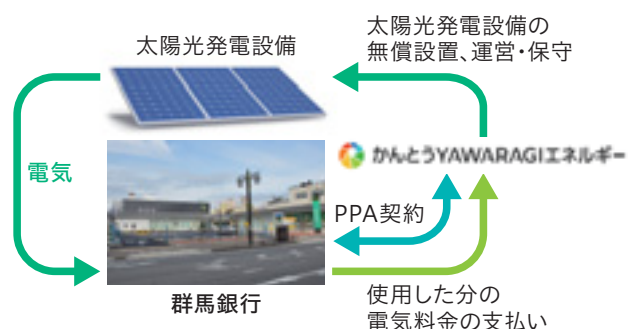 太陽光発電設備の
無償設置、運営・保守
太陽光発電設備
電気
かんとうYAWARAGIエネルギー
PPA契約
群馬銀行
使用した分の
電気料金の支払い